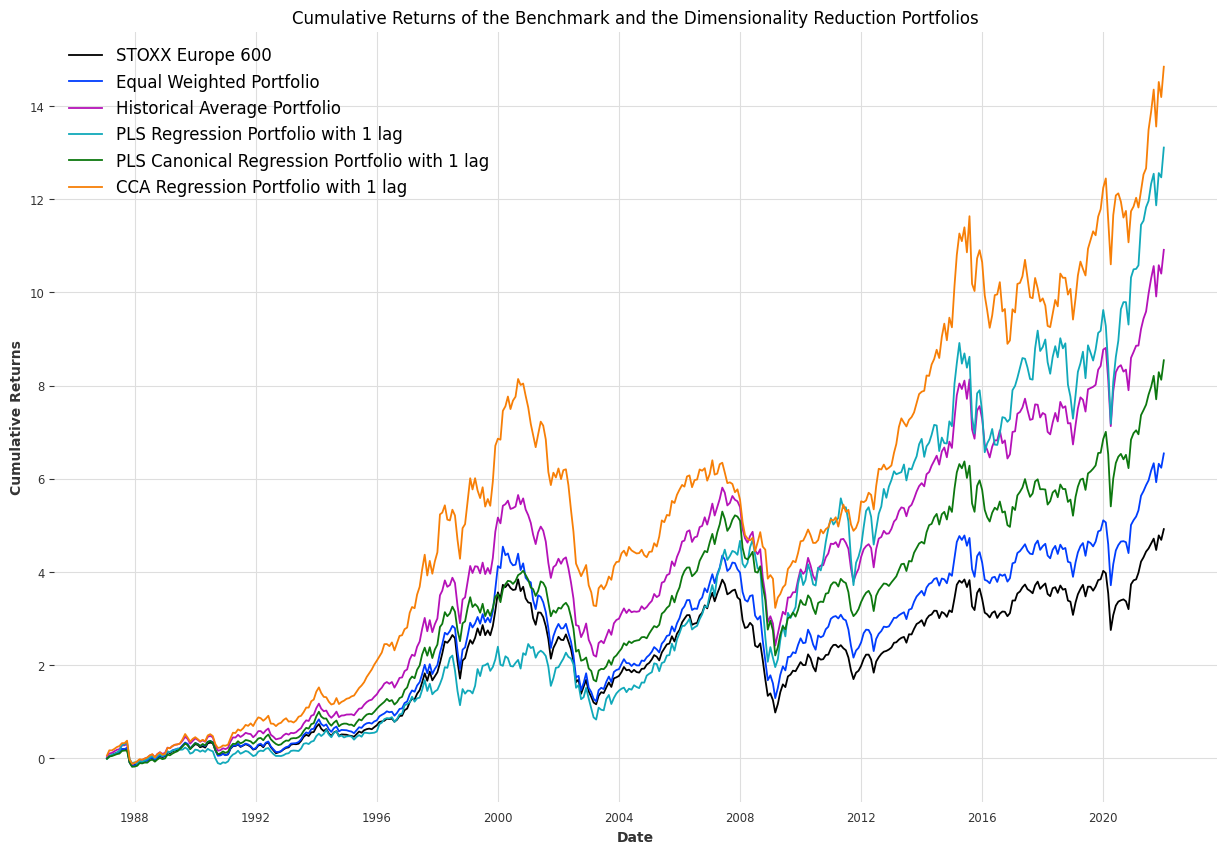 Cumulative Returns of the Benchmark and the Dimensionality Reduction Portfolios
STOXX Europe 600
Equal Weighted Portfolio
Historical Average Portfolio
PLS Regression Portfolio with 1 lag
PLS Canonical Regression Portfolio with 1 lag
CCA Regression Portfolio with 1 lag
Cumulative Returns
14
12
10
8
6
4
2
0
1988 1992 1996 2000 2004 2008 2012 2016 2020
Date